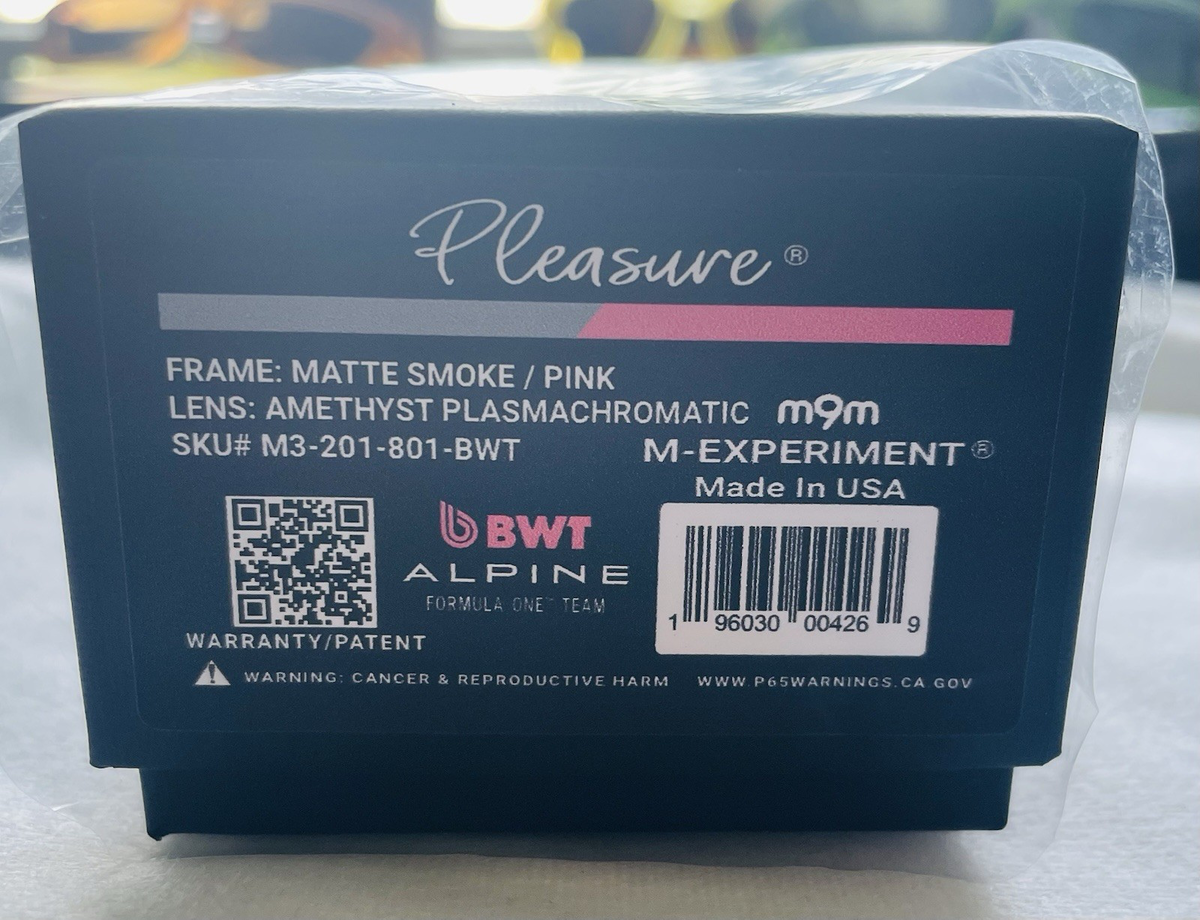 Pleasure ®
FRAME: MATTE SMOKE / PINK
LENS: AMETHYST PLASMACHROMATIC
SKU# M3-201-801-BWT
m9m
M-EXPERIMENT ®
Made In USA
BWT
ALPINE
FORMULA ONE™ TEAM
1 96030 00426 9
WARRANTY/PATENT
WARNING: CANCER & REPRODUCTIVE HARM WWW.P65WARNINGS.CA.GOV